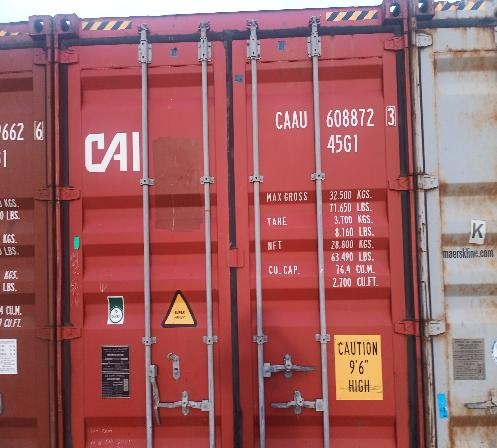 662 6
CAI
CAAU 608872 3
45G1
MAX GROSS 32.500 KGS.
71.650 LBS.
TARE 3.700 KGS.
8.160 LBS.
NET 28.800 KGS.
63.490 LBS.
CU. CAP. 76.4 CU.M.
2.700 CU.FT.
KGS.
LBS.
KGS.
LBS.
KGS.
LBS.
CU.M.
CU.FT.
K
maerskline.com
CAUTION
9'6"
HIGH